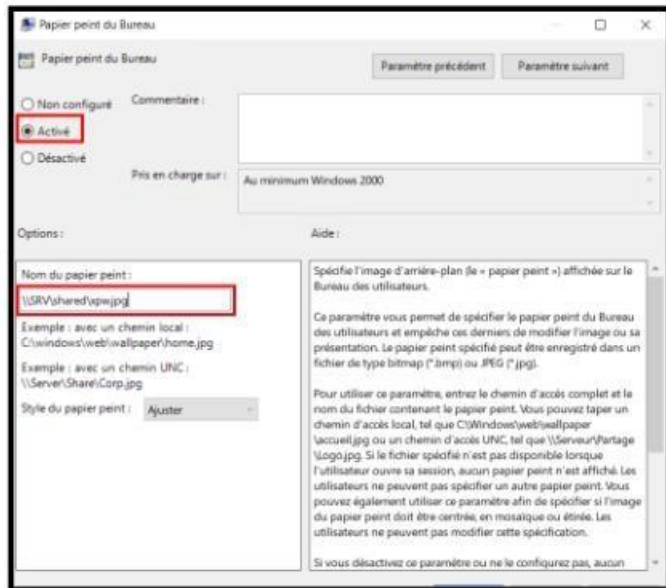 Papier peint du Bureau
Papier peint du Bureau
Paramètre précédent
Paramètre suivant
Non configuré
Commentaire :
Activé
Désactivé
Pris en charge sur :
Au minimum Windows 2000
Options :
Aide :
Nom du papier peint :
\\SRV\shared\xpw.jpg
Exemple : avec un chemin local :
C:\windows\web\wallpaper\home.jpg
Exemple : avec un chemin UNC :
\\Server\Share\Corp.jpg
Style du papier peint :
Ajuster
Spécifie l'image d'arrière-plan (le « papier peint ») affichée sur le
Bureau des utilisateurs.
Ce paramètre vous permet de spécifier le papier peint du Bureau
des utilisateurs et empêche ces derniers de modifier l'image ou sa
présentation. Le papier peint spécifié peut être enregistré dans un
fichier de type bitmap (*.bmp) ou JPEG (*.jpg).
Pour utiliser ce paramètre, entrez le chemin d'accès complet et le
nom du fichier contenant le papier peint. Vous pouvez taper un
chemin d'accès local, tel que C:\Windows\web\wallpaper
\accueil.jpg ou un chemin d'accès UNC, tel que \\Serveur\Partage
\Logo.jpg. Si le fichier spécifié n'est pas disponible lorsque
l'utilisateur ouvre sa session, aucun papier peint n'est affiché. Les
utilisateurs ne peuvent pas spécifier un autre papier peint. Vous
pouvez également utiliser ce paramètre afin de spécifier si l'image
du papier peint doit être centrée, en mosaïque ou étirée. Les
utilisateurs ne peuvent pas modifier cette spécification.
Si vous désactivez ce paramètre ou ne le configurez pas, aucun